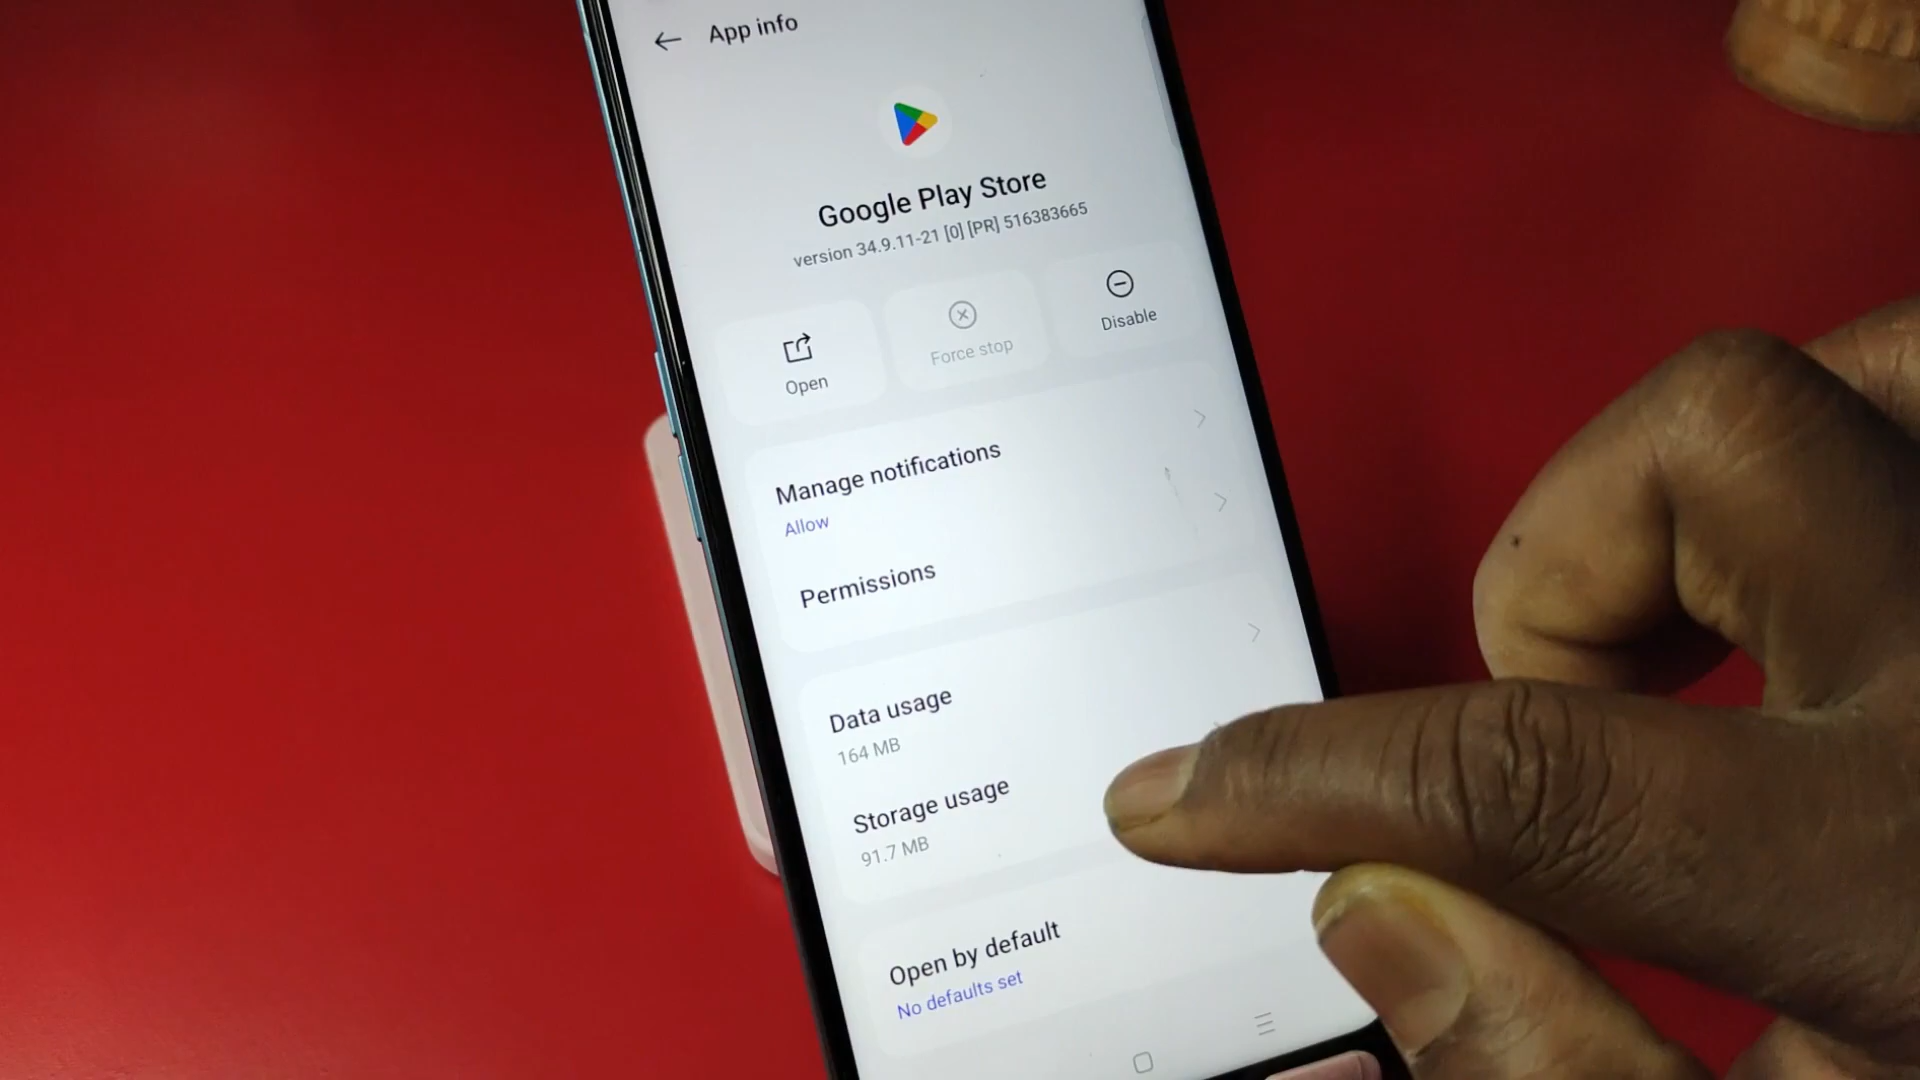 App info
Google Play Store
version 34.9.11-21 [0] [PR] 516383665
Open
Force stop
Disable
Manage notifications
Allow
Permissions
Data usage
164 MB
Storage usage
91.7 MB
Open by default
No defaults set